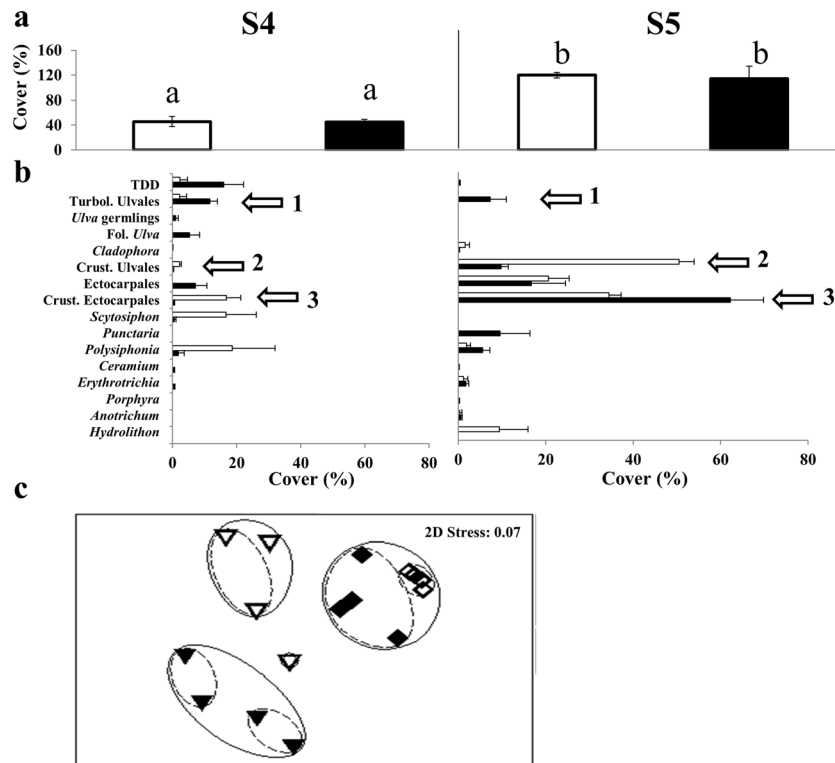 a
S4
S5
Cover (%)
160
120
80
40
0
a
a
b
b
b
TDD
Turbol. Ulvales
Ulva germlings
Fol. Ulva
Cladophora
Crust. Ulvales
Ectocarpales
Crust. Ectocarpales
Scytosiphon
Punctaria
Polysiphonia
Ceramium
Erythrotrichia
Porphyra
Anotrichum
Hydrolithon
1
2
3
1
2
3
0 20 40 60 80
0 20 40 60 80
Cover (%)
Cover (%)
c
2D Stress: 0.07